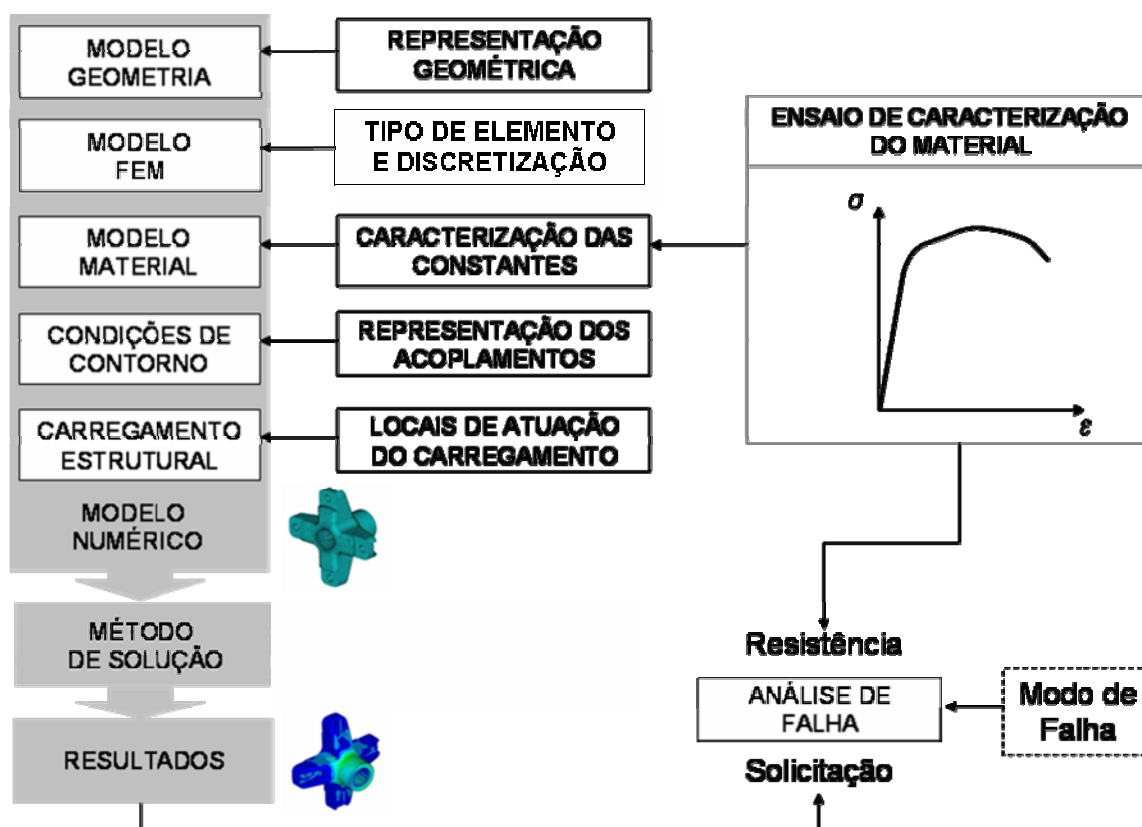 MODELO
GEOMETRIA
REPRESENTAÇÃO
GEOMÉTRICA
MODELO
FEM
TIPO DE ELEMENTO
E DISCRETIZAÇÃO
ENSAIO DE CARACTERIZAÇÃO
DO MATERIAL
σ
ε
MODELO
MATERIAL
CARACTERIZAÇÃO DAS
CONSTANTES
CONDIÇÕES DE
CONTORNO
REPRESENTAÇÃO DOS
ACOPLAMENTOS
CARREGAMENTO
ESTRUTURAL
LOCAIS DE ATUAÇÃO
DO CARREGAMENTO
MODELO
NUMÉRICO
MÉTODO
DE SOLUÇÃO
RESULTADOS
Resistência
ANÁLISE DE
FALHA
Solicitação
Modo de
Falha